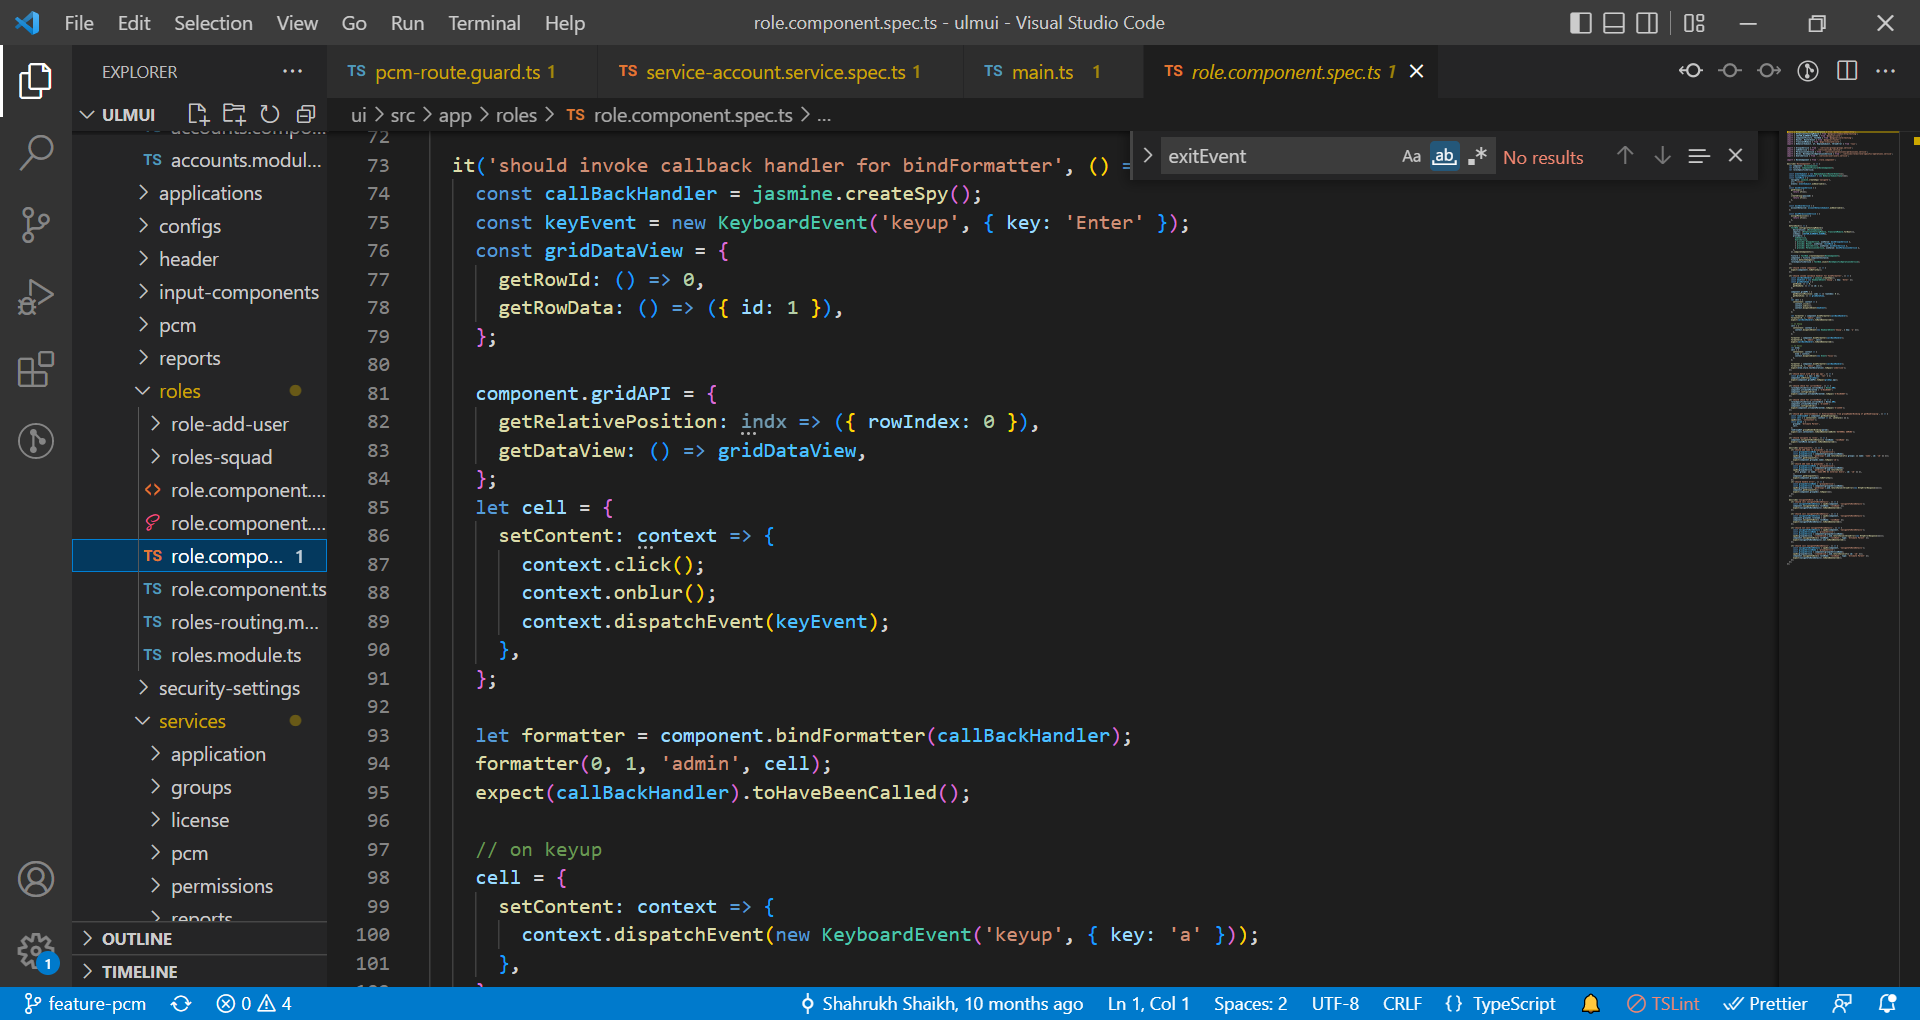 File Edit Selection View Go Run Terminal Help
role.component.spec.ts - ulmui - Visual Studio Code
EXPLORER
TS pcm-route.guard.ts 1
TS service-account.service.spec.ts 1
TS main.ts 1
TS role.component.spec.ts 1
ULMUI
ui > src > app > roles > TS role.component.spec.ts > ...
exitEvent
Aa ab
No results
accounts.compo...
TS accounts.modul...
applications
configs
header
input-components
pcm
reports
roles
role-add-user
roles-squad
<> role.component....
role.component....
TS role.compo... 1
TS role.component.ts
TS roles-routing.m...
TS roles.module.ts
security-settings
services
application
groups
license
pcm
permissions
reports
OUTLINE
TIMELINE
72
73 it('should invoke callback handler for bindFormatter', () =
74 const callBackHandler = jasmine.createSpy();
75 const keyEvent = new KeyboardEvent('keyup', { key: 'Enter' });
76 const gridDataView = {
77 getRowId: () => 0,
78 getRowData: () => ({ id: 1 }),
79 };
80
81 component.gridAPI = {
82 getRelativePosition: indx => ({ rowIndex: 0 }),
83 getDataView: () => gridDataView,
84 };
85 let cell = {
86 setContent: context => {
87 context.click();
88 context.onblur();
89 context.dispatchEvent(keyEvent);
90 },
91 };
92
93 let formatter = component.bindFormatter(callBackHandler);
94 formatter(0, 1, 'admin', cell);
95 expect(callBackHandler).toHaveBeenCalled();
96
97 // on keyup
98 cell = {
99 setContent: context => {
100 context.dispatchEvent(new KeyboardEvent('keyup', { key: 'a' }));
101 },
1
feature-pcm 0 4
Shahrukh Shaikh, 10 months ago
Ln 1, Col 1
Spaces: 2
UTF-8
CRLF
{} TypeScript
TSLint
Prettier